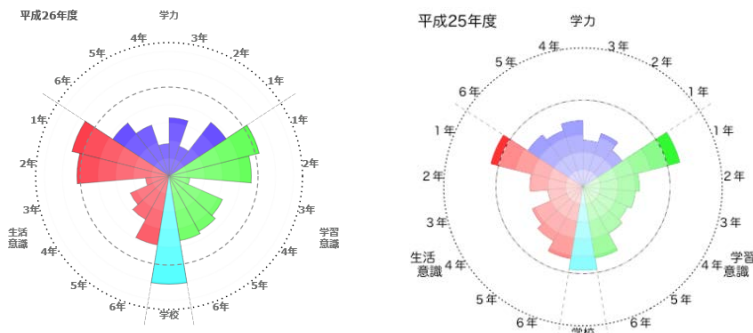 平成26年度
学力
4年
3年
5年
2年
6年
1年
1年
1年
2年
2年
3年
3年
生活
意識
学習
意識
4年
4年
5年
5年
6年
6年
学校
平成25年度
学力
4年
3年
5年
2年
6年
1年
1年
1年
2年
2年
3年
3年
生活
意識
学習
意識
4年
4年
5年
5年
6年
6年
学校